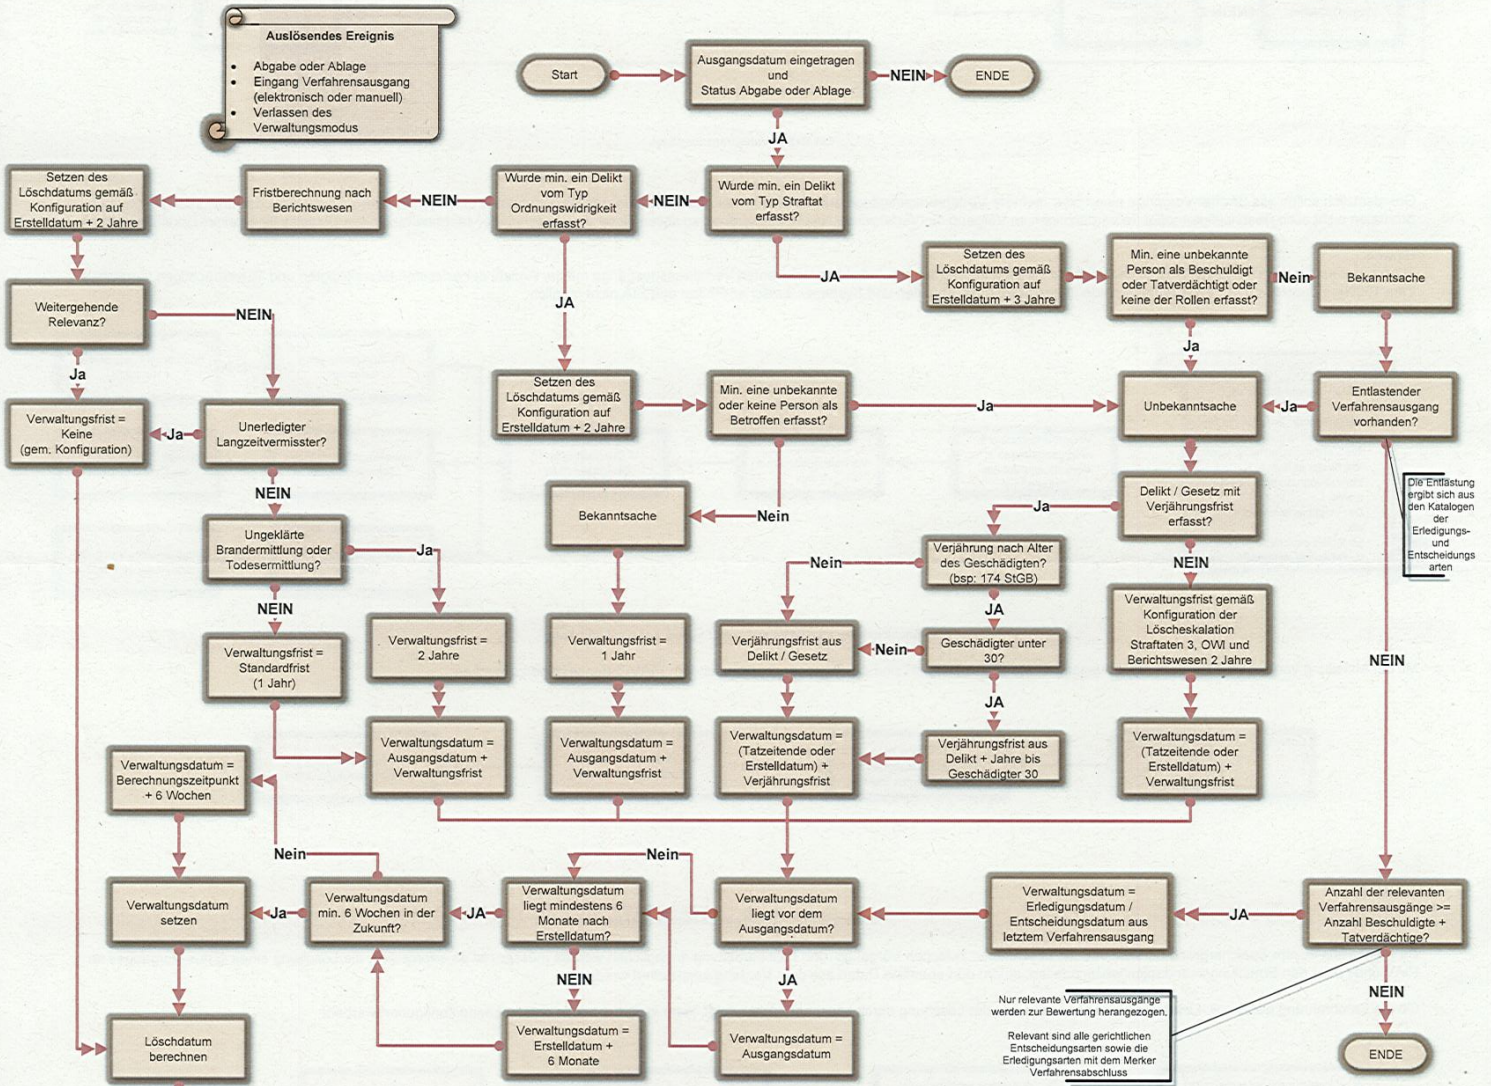 Auslösendes Ereignis
• Abgabe oder Ablage
• Eingang Verfahrensausgang
(elektronisch oder manuell)
• Verlassen des
Verwaltungsmodus
Start
Ausgangsdatum eingetragen
und
Status Abgabe oder Ablage
NEIN
ENDE
JA
Setzen des
Löschdatums gemäß
Konfiguration auf
Erstelldatum + 2 Jahre
Fristberechnung nach
Berichtswesen
NEIN
Wurde min. ein Delikt
vom Typ
Ordnungswidrigkeit
erfasst?
NEIN
Wurde min. ein Delikt
vom Typ Straftat
erfasst?
JA
Setzen des
Löschdatums gemäß
Konfiguration auf
Erstelldatum + 3 Jahre
Min. eine unbekannte
Person als Beschuldigt
oder Tatverdächtigt oder
keine der Rollen erfasst?
Nein
Bekanntsache
Weitergehende
Relevanz?
NEIN
JA
Ja
Ja
Verwaltungsfrist =
Keine
(gem. Konfiguration)
Ja
Unerledigter
Langzeitvermisster?
Setzen des
Löschdatums gemäß
Konfiguration auf
Erstelldatum + 2 Jahre
Min. eine unbekannte
oder keine Person als
Betroffen erfasst?
Ja
Unbekanntsache
Ja
Entlastender
Verfahrensausgang
vorhanden?
Die Entlastung
ergibt sich aus
den Katalogen
der
Erledigungs-
und
Entscheidungs
arten
NEIN
Bekanntsache
Nein
Ja
Delikt / Gesetz mit
Verjährungsfrist
erfasst?
Ungeklärte
Brandermittlung oder
Todesermittlung?
Ja
Nein
Verjährung nach Alter
des Geschädigten?
(bsp: 174 StGB)
NEIN
NEIN
JA
Verwaltungsfrist =
Standardfrist
(1 Jahr)
Verwaltungsfrist =
2 Jahre
Verwaltungsfrist =
1 Jahr
Verjährungsfrist aus
Delikt / Gesetz
Nein
Geschädigter unter
30?
Verwaltungsfrist gemäß
Konfiguration der
Löscheskalation
Straftaten 3, OWI und
Berichtswesen 2 Jahre
NEIN
JA
Verwaltungsdatum =
Berechnungszeitpunkt
+ 6 Wochen
Verwaltungsdatum =
Ausgangsdatum +
Verwaltungsfrist
Verwaltungsdatum =
Ausgangsdatum +
Verwaltungsfrist
Verwaltungsdatum =
(Tatzeitende oder
Erstelldatum) +
Verjährungsfrist
Verjährungsfrist aus
Delikt + Jahre bis
Geschädigter 30
Verwaltungsdatum =
(Tatzeitende oder
Erstelldatum) +
Verwaltungsfrist
Nein
Nein
Verwaltungsdatum
setzen
Ja
Verwaltungsdatum
min. 6 Wochen in der
Zukunft?
JA
Verwaltungsdatum
liegt mindestens 6
Monate nach
Erstelldatum?
Verwaltungsdatum
liegt vor dem
Ausgangsdatum?
Verwaltungsdatum =
Erledigungsdatum /
Entscheidungsdatum aus
letztem Verfahrensausgang
JA
Anzahl der relevanten
Verfahrensausgänge >=
Anzahl Beschuldigte +
Tatverdächtige?
NEIN
JA
NEIN
Löschdatum
berechnen
Verwaltungsdatum =
Erstelldatum +
6 Monate
Verwaltungsdatum =
Ausgangsdatum
Nur relevante Verfahrensausgänge
werden zur Bewertung herangezogen.
Relevant sind alle gerichtlichen
Entscheidungsarten sowie die
Erledigungsarten mit dem Merker
Verfahrensabschluss
ENDE